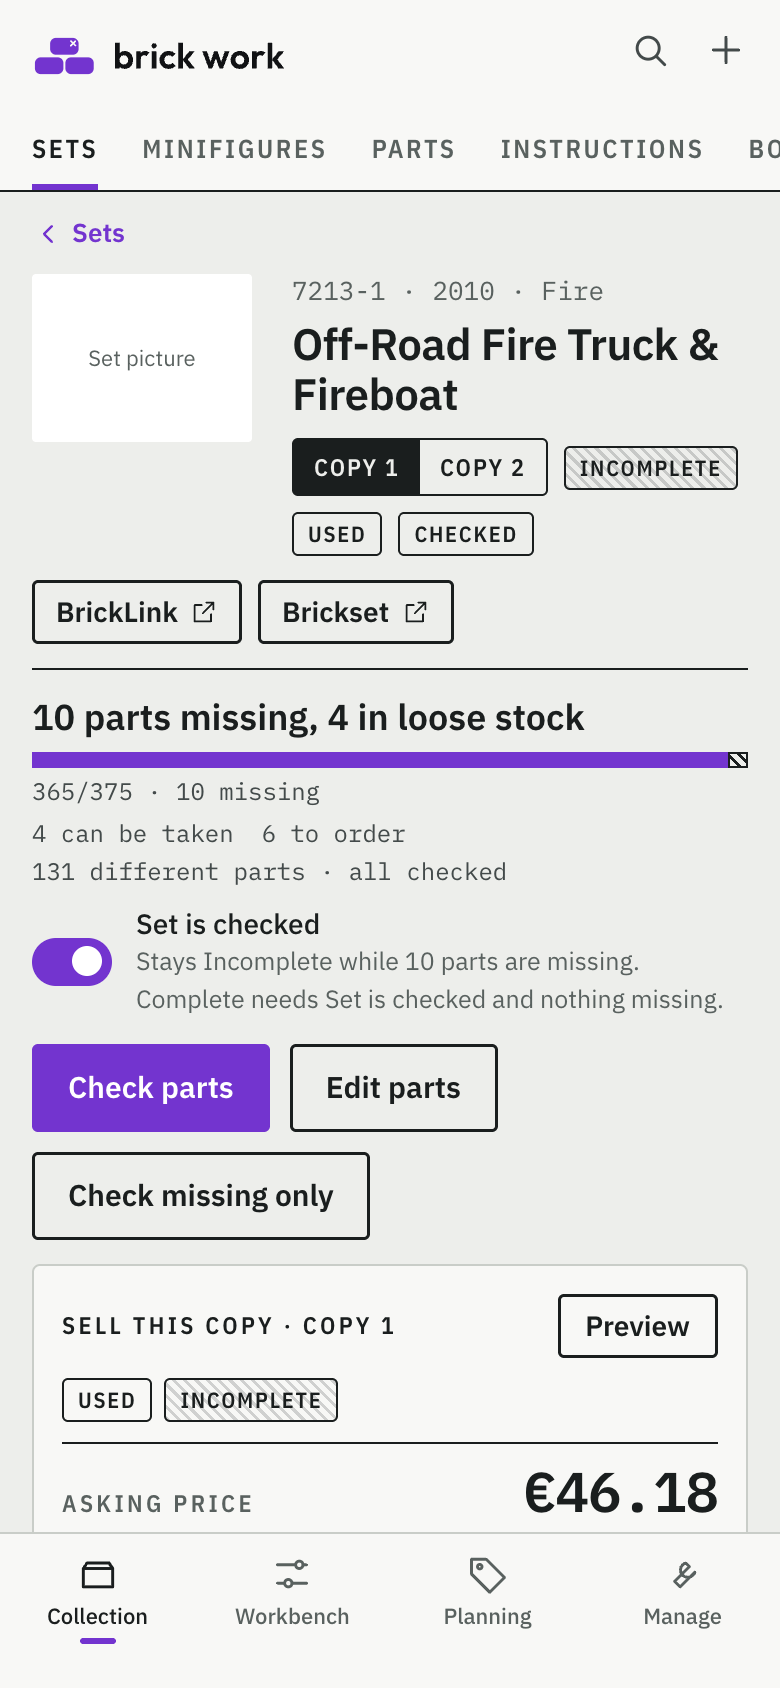 brick work
SETS MINIFIGURES PARTS INSTRUCTIONS BO
Sets
Set picture
7213-1 · 2010 · Fire
Off-Road Fire Truck &
Fireboat
COPY 1 COPY 2 INCOMPLETE
USED CHECKED
BrickLink Brickset
10 parts missing, 4 in loose stock
365/375 · 10 missing
4 can be taken 6 to order
131 different parts · all checked
Set is checked
Stays Incomplete while 10 parts are missing.
Complete needs Set is checked and nothing missing.
Check parts Edit parts
Check missing only
SELL THIS COPY · COPY 1 Preview
USED INCOMPLETE
ASKING PRICE €46.18
Collection Workbench Planning Manage